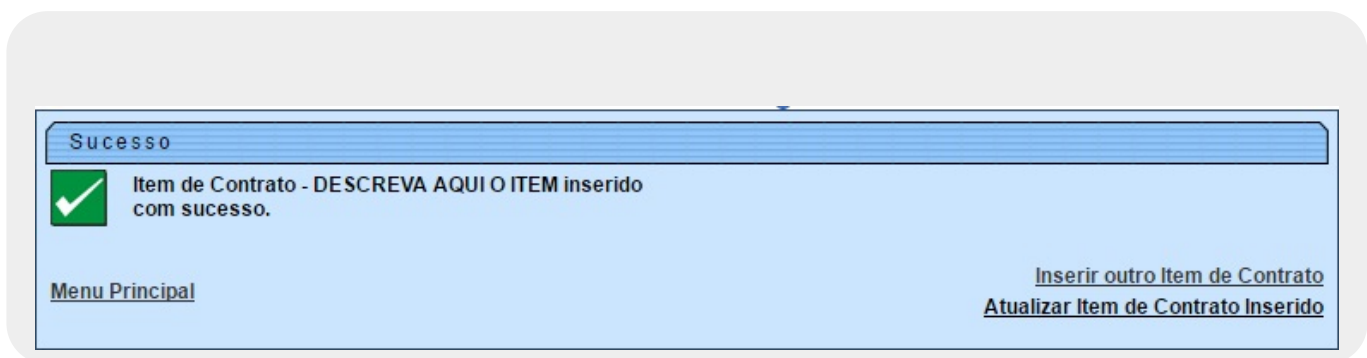 Sucesso
Item de Contrato - DESCREVA AQUI O ITEM inserido
com sucesso.
Menu Principal
Inserir outro Item de Contrato
Atualizar Item de Contrato Inserido